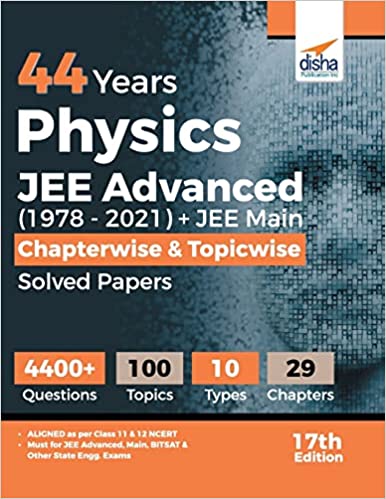 disha
Publication Inc
44 Years
Physics
JEE Advanced
(1978 - 2021) + JEE Main
Chapterwise & Topicwise
Solved Papers
4400+
Questions
100
Topics
10
Types
29
Chapters
• ALIGNED as per Class 11 & 12 NCERT
• Must for JEE Advanced, Main, BITSAT &
Other State Engg. Exams
17th
Edition